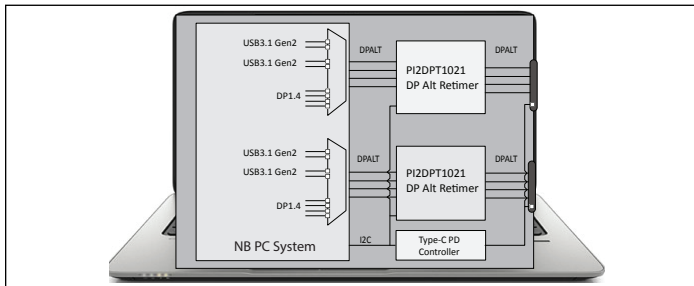 USB3.1 Gen2
USB3.1 Gen2
DP1.4
DPALT
PI2DPT1021
DP Alt Retimer
DPALT
USB3.1 Gen2
USB3.1 Gen2
DP1.4
DPALT
PI2DPT1021
DP Alt Retimer
DPALT
NB PC System
I2C
Type-C PD
Controller